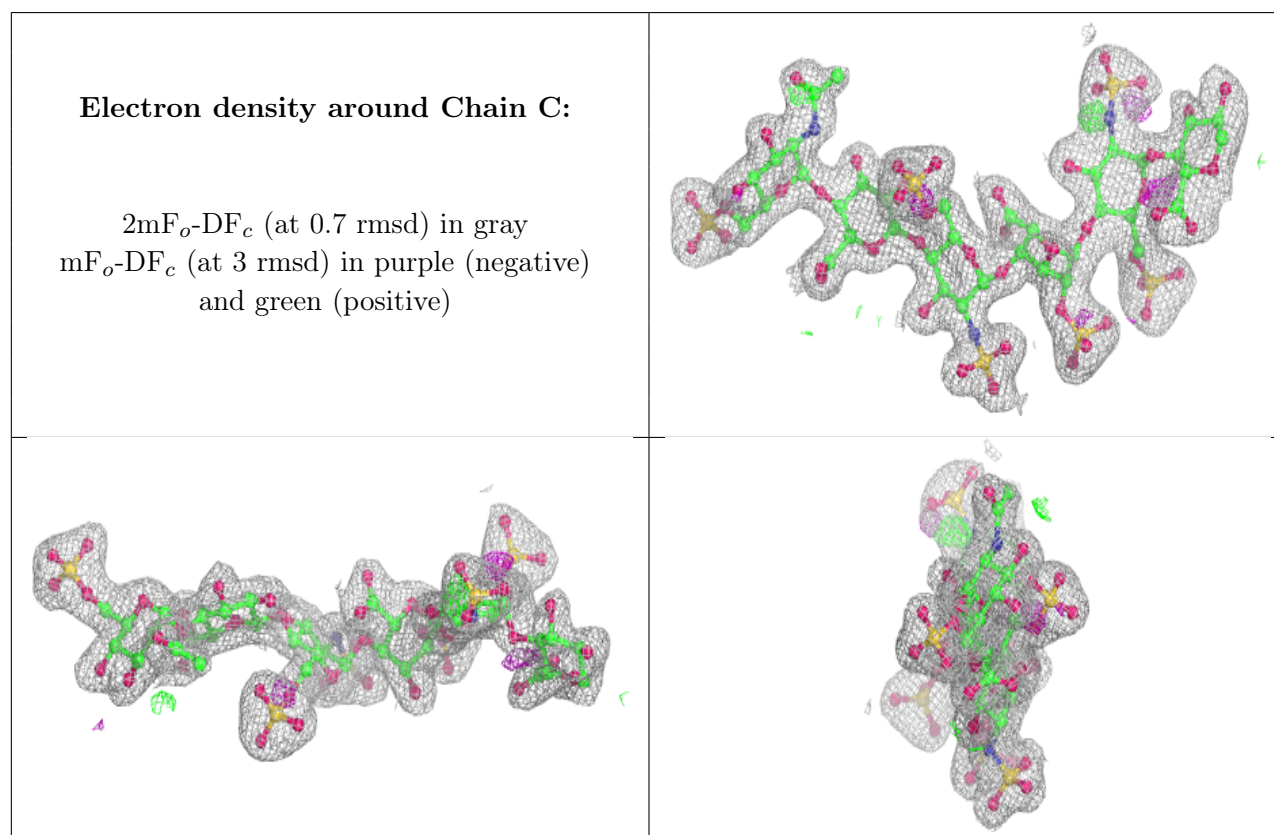 Electron density around Chain C:
2mFₒ-DF𝒸 (at 0.7 rmsd) in gray
mFₒ-DF𝒸 (at 3 rmsd) in purple (negative)
and green (positive)